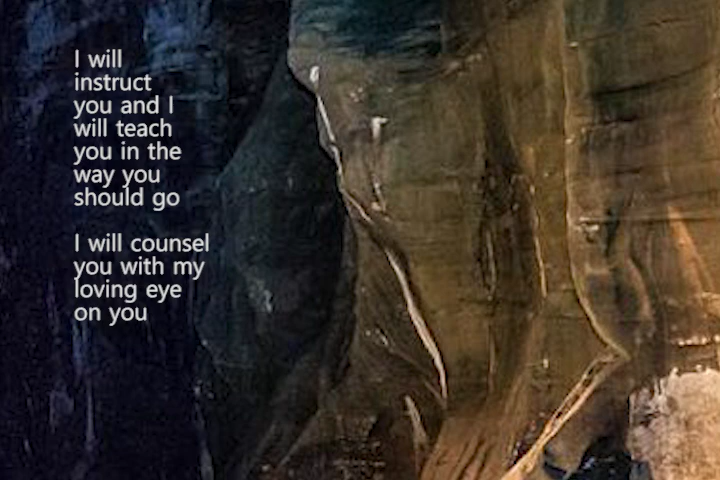 I will
instruct
you and I
will teach
you in the
way you
should go
I will counsel
you with my
loving eye
on you